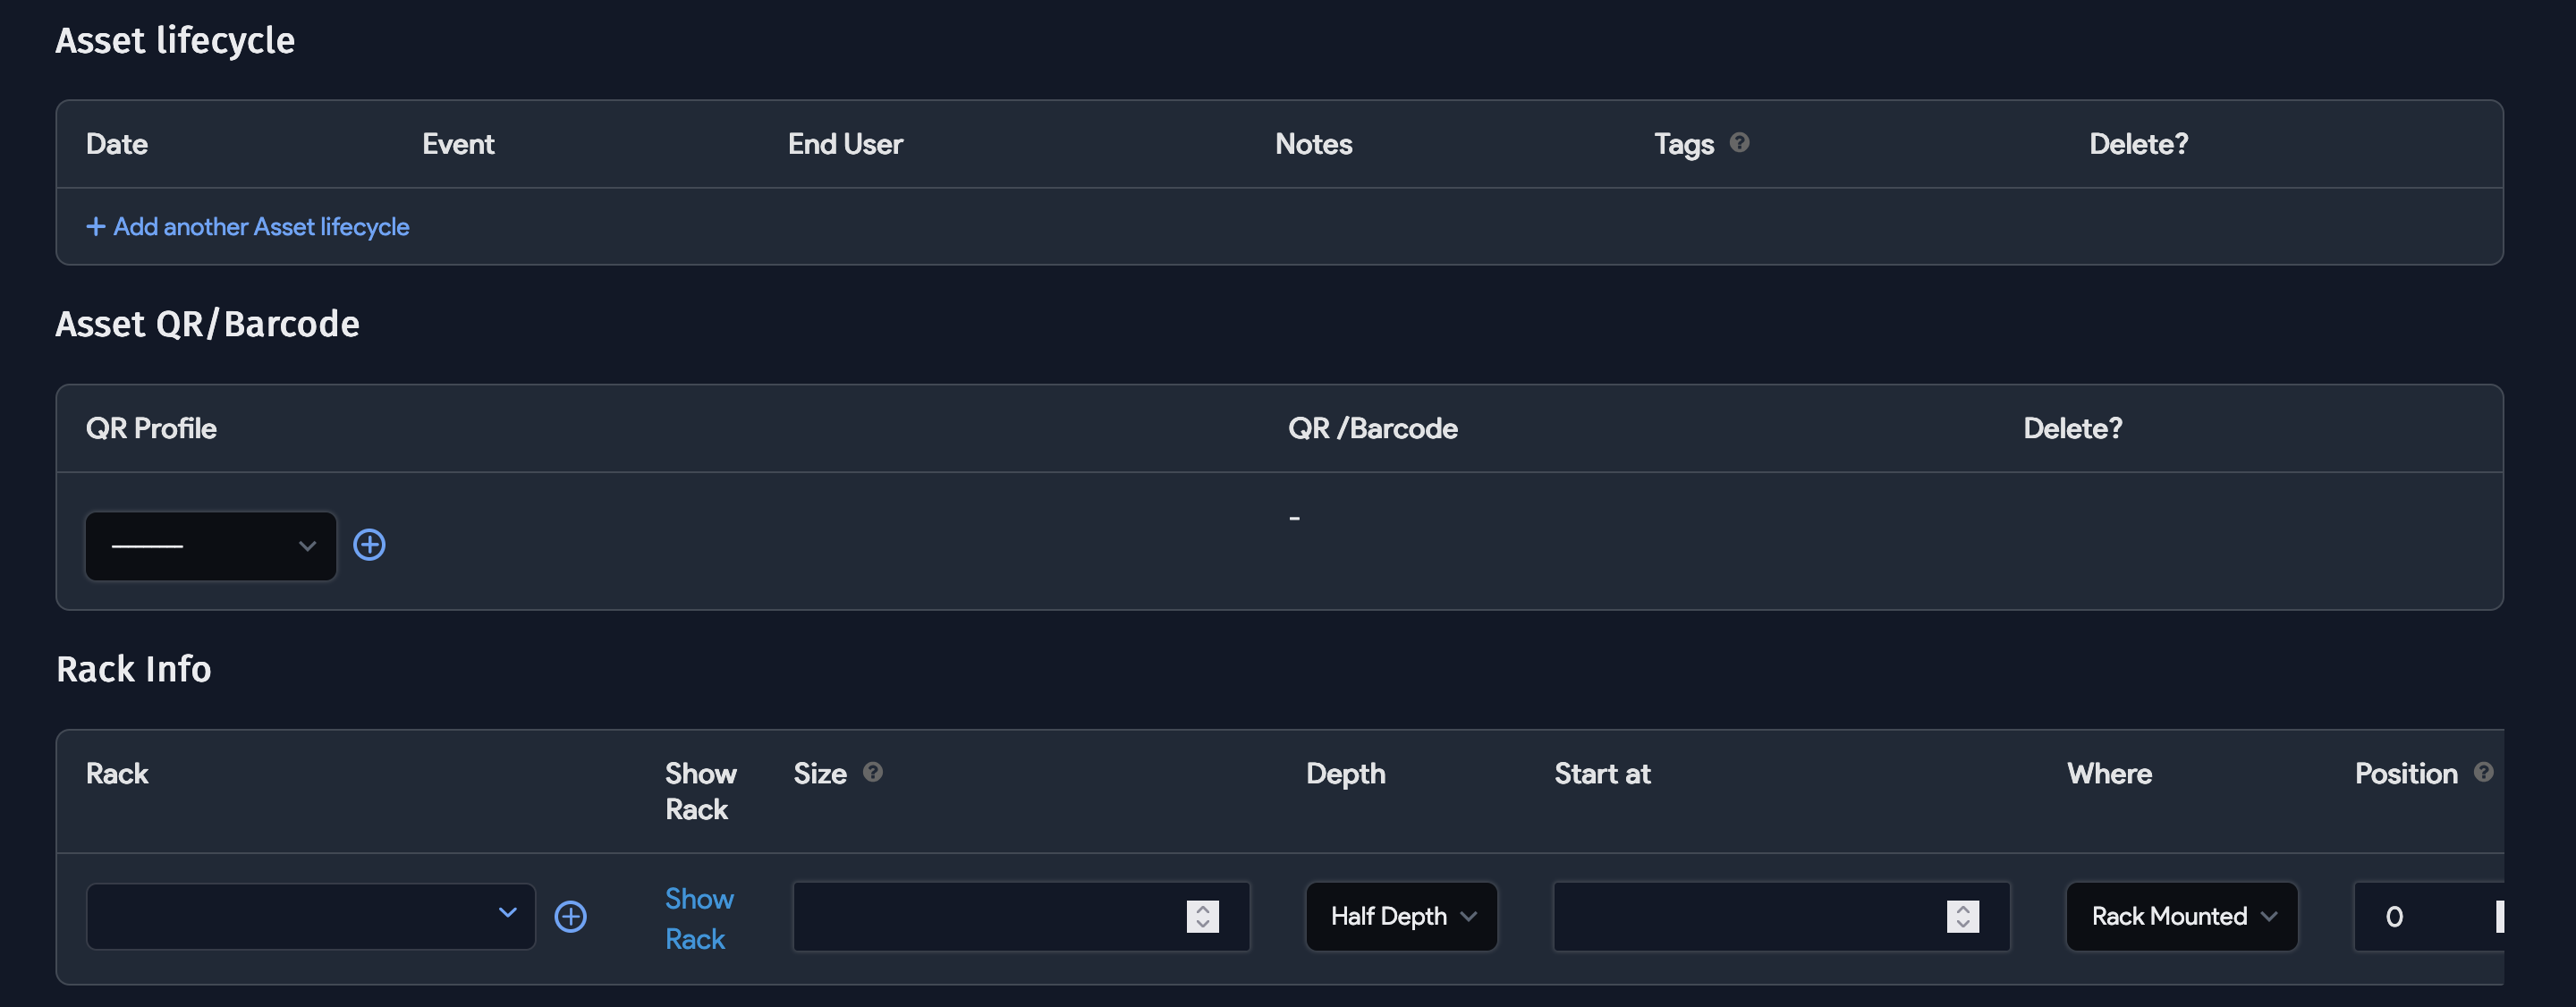 Asset lifecycle
Date Event End User Notes Tags ? Delete?
+ Add another Asset lifecycle
Asset QR/Barcode
QR Profile QR /Barcode Delete?
--------- -
Rack Info
Rack Show Rack Size ? Depth Start at Where Position ?
Show Rack Half Depth Rack Mounted 0